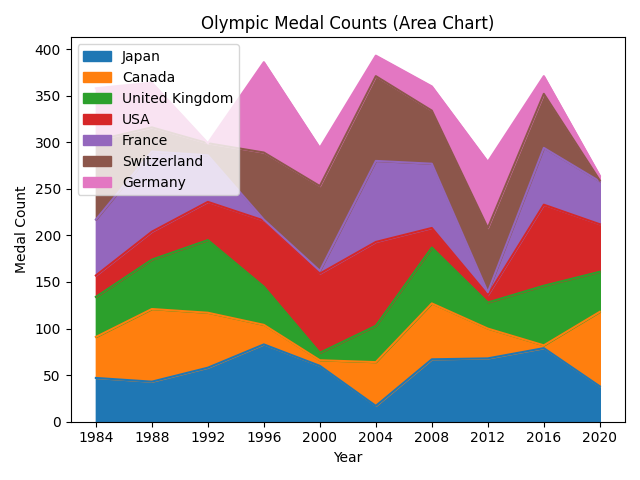 Olympic Medal Counts (Area Chart)
Medal Count
400
350
300
250
200
150
100
50
0
Japan
Canada
United Kingdom
USA
France
Switzerland
Germany
1984 1988 1992 1996 2000 2004 2008 2012 2016 2020
Year